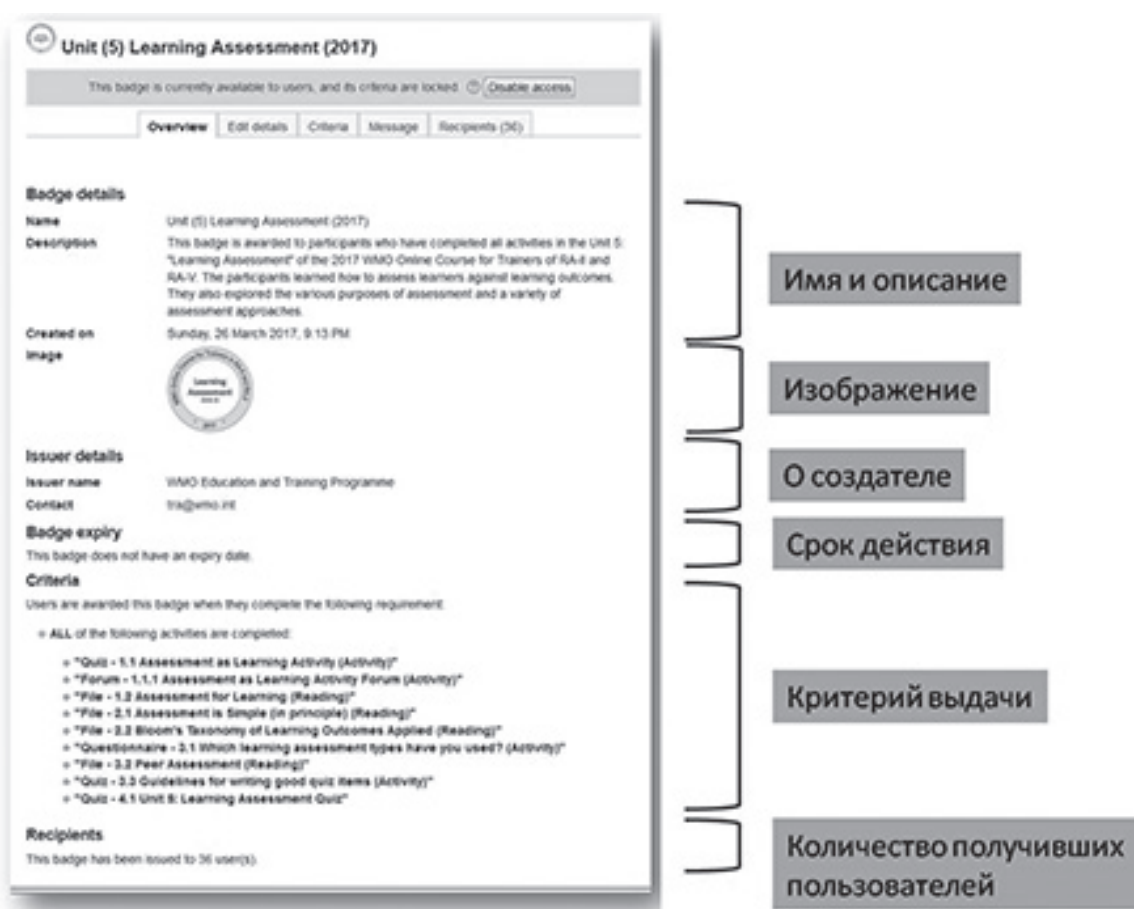 Unit (5) Learning Assessment (2017)
This badge is currently available to users, and its criteria are locked. Disable access
Overview Edit details Criteria Message Recipients (36)
Badge details
Name Unit (5) Learning Assessment (2017)
Description This badge is awarded to participants who have completed all activities in the Unit 5:
"Learning Assessment" of the 2017 WMO Online Course for Trainers of RA-II and
RA-V. The participants learned how to assess learners against learning outcomes.
They also explored the various purposes of assessment and a variety of
assessment approaches.
Created on Sunday, 26 March 2017, 9:13 PM
Image
Learning
Assessment
Issuer details
Issuer name WMO Education and Training Programme
Contact tra@wmo.int
Badge expiry
This badge does not have an expiry date.
Criteria
Users are awarded this badge when they complete the following requirement:
ALL of the following activities are completed:
"Quiz - 1.1 Assessment as Learning Activity (Activity)"
"Forum - 1.1.1 Assessment as Learning Activity Forum (Activity)"
"File - 1.2 Assessment for Learning (Reading)"
"File - 2.1 Assessment is Simple (in principle) (Reading)"
"File - 2.2 Bloom's Taxonomy of Learning Outcomes Applied (Reading)"
"Questionnaire - 3.1 Which learning assessment types have you used? (Activity)"
"File - 3.2 Peer Assessment (Reading)"
"Quiz - 3.3 Guidelines for writing good quiz items (Activity)"
"Quiz - 4.1 Unit 5: Learning Assessment Quiz"
Recipients
This badge has been issued to 36 user(s).
Имя и описание
Изображение
О создателе
Срок действия
Критерий выдачи
Количество получивших
пользователей